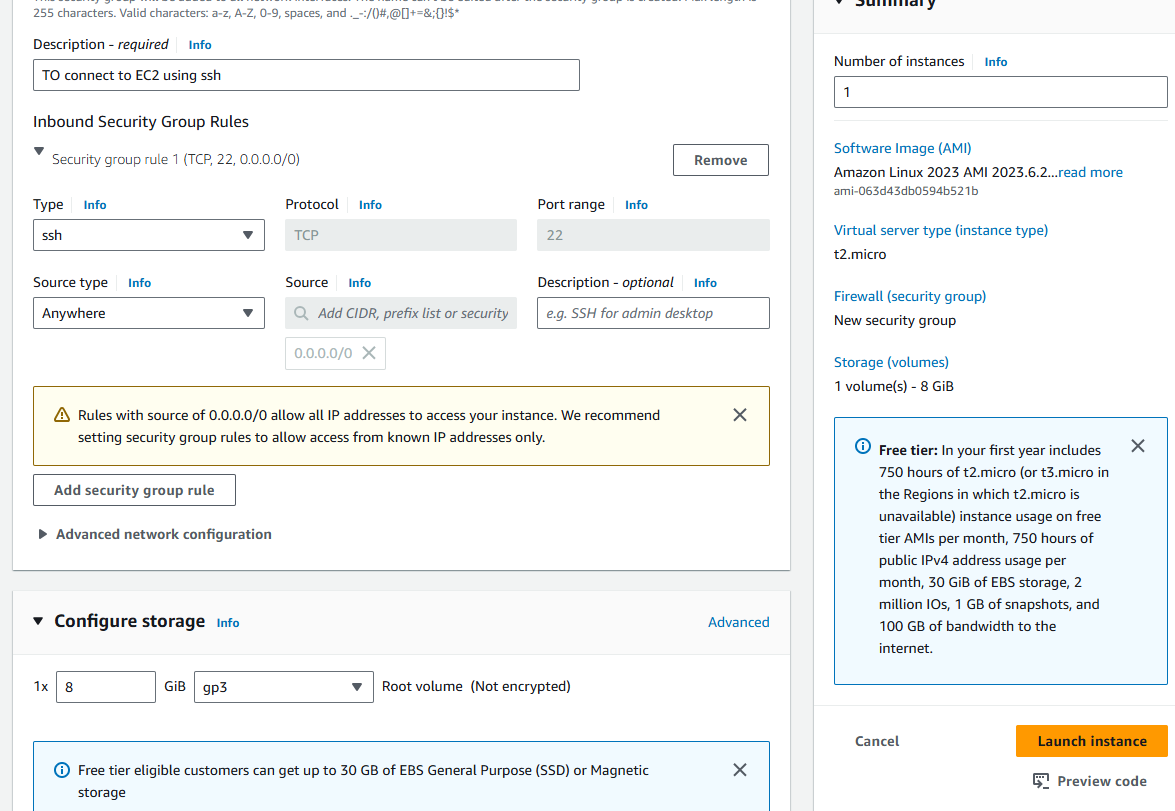 255 characters. Valid characters: a-z, A-Z, 0-9, spaces, and ._-:/()#,@[]+=&;{}!$*
Description - required Info
TO connect to EC2 using ssh
Inbound Security Group Rules
Security group rule 1 (TCP, 22, 0.0.0.0/0)
Remove
Type Info
Protocol Info
Port range Info
ssh
TCP
22
Source type Info
Source Info
Description - optional Info
Anywhere
Add CIDR, prefix list or security
e.g. SSH for admin desktop
0.0.0.0/0
Rules with source of 0.0.0.0/0 allow all IP addresses to access your instance. We recommend
setting security group rules to allow access from known IP addresses only.
Add security group rule
Advanced network configuration
Configure storage Info
Advanced
1x 8 GiB gp3 Root volume (Not encrypted)
Free tier eligible customers can get up to 30 GB of EBS General Purpose (SSD) or Magnetic
storage
Summary
Number of instances Info
1
Software Image (AMI)
Amazon Linux 2023 AMI 2023.6.2...read more
ami-063d43db0594b521b
Virtual server type (instance type)
t2.micro
Firewall (security group)
New security group
Storage (volumes)
1 volume(s) - 8 GiB
Free tier: In your first year includes
750 hours of t2.micro (or t3.micro in
the Regions in which t2.micro is
unavailable) instance usage on free
tier AMIs per month, 750 hours of
public IPv4 address usage per
month, 30 GiB of EBS storage, 2
million IOs, 1 GB of snapshots, and
100 GB of bandwidth to the
internet.
Cancel
Launch instance
Preview code